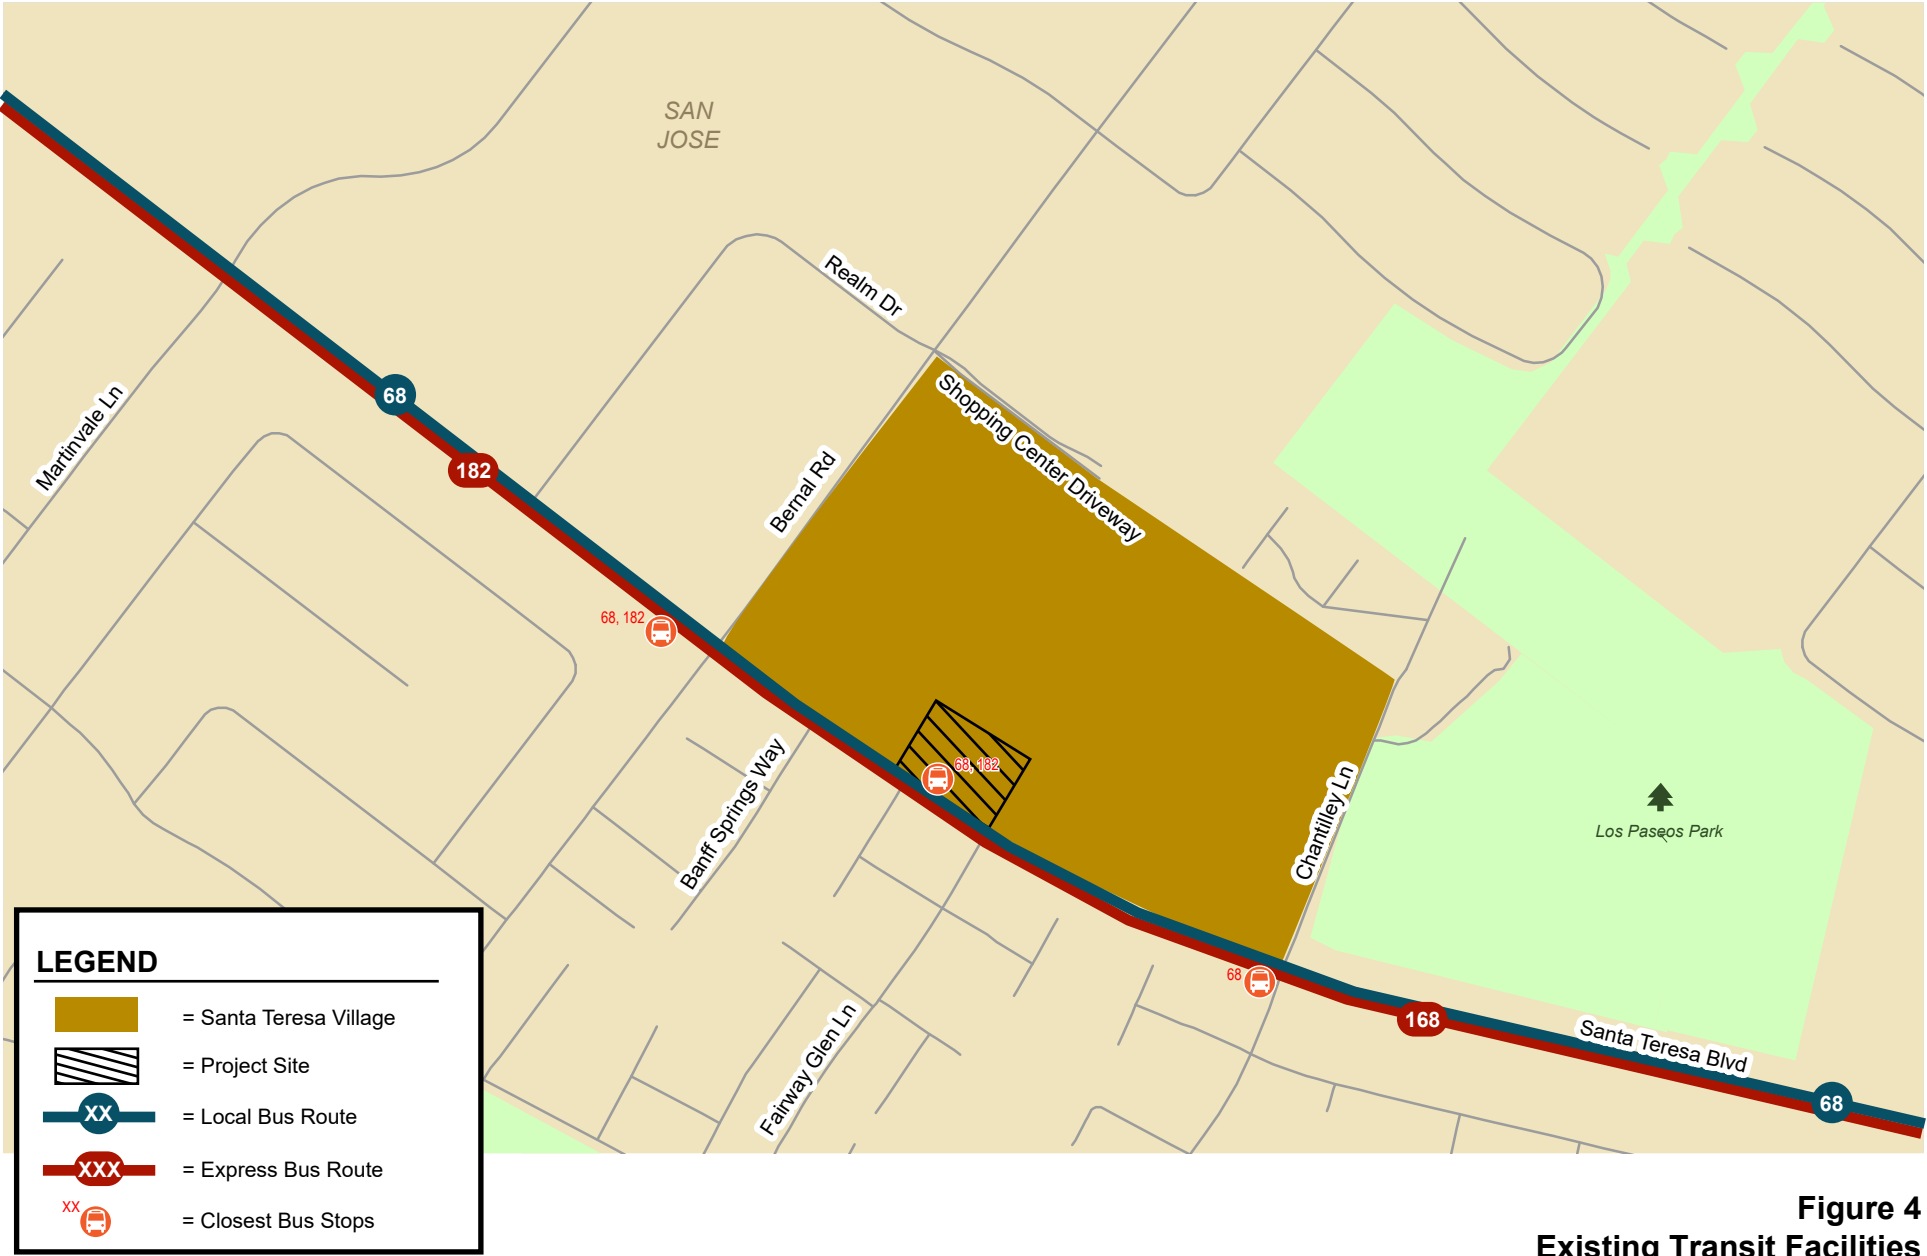 SAN
JOSE
Realm Dr
Shopping Center Driveway
Martinvale Ln
68
182
Bernal Rd
68, 182
68, 182
Banff Springs Way
Chantilley Ln
Los Paseos Park
68
168
Santa Teresa Blvd
68
Fairway Glen Ln
LEGEND
= Santa Teresa Village
= Project Site
XX = Local Bus Route
XXX = Express Bus Route
XX = Closest Bus Stops
Figure 4
Existing Transit Facilities